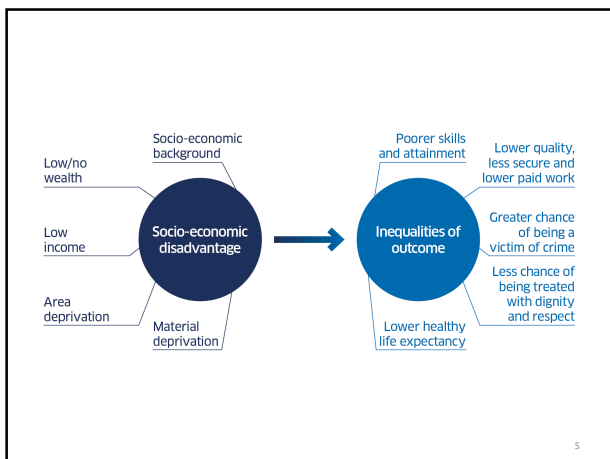 Socio-economic
background
Low/no
wealth
Low
income
Area
deprivation
Material
deprivation
Socio-economic
disadvantage
Inequalities of
outcome
Poorer skills
and attainment
Lower quality,
less secure and
lower paid work
Greater chance
of being a
victim of crime
Less chance of
being treated
with dignity
and respect
Lower healthy
life expectancy
5